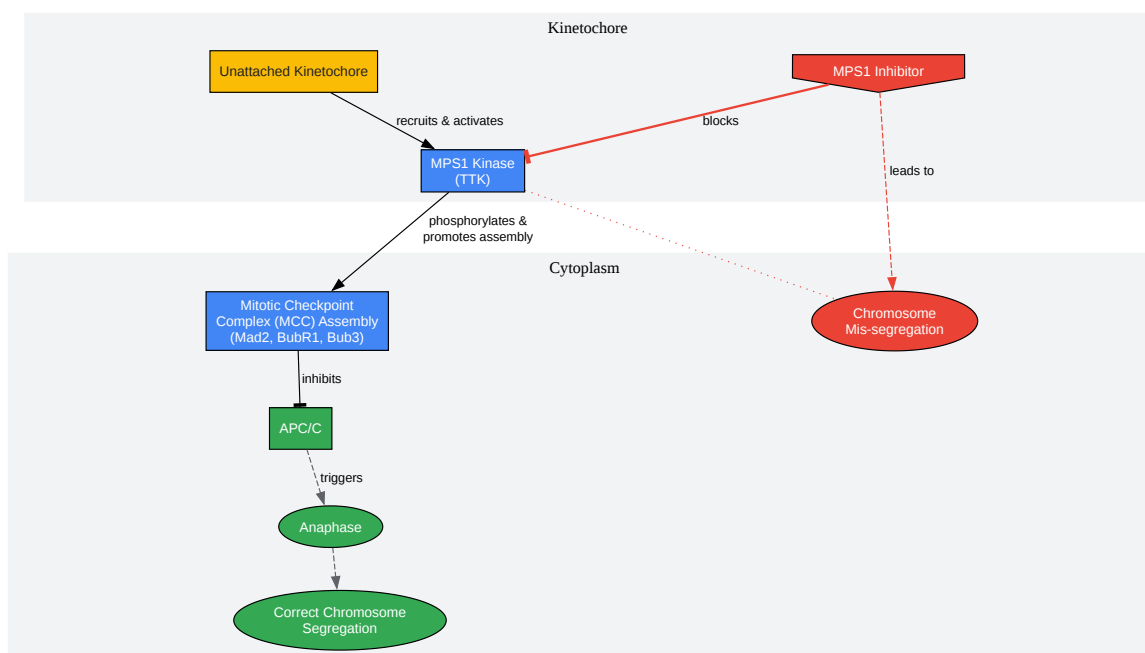 Kinetochore
Unattached Kinetochore
MPS1 Inhibitor
recruits & activates
blocks
MPS1 Kinase
(TTK)
leads to
phosphorylates &
promotes assembly
Cytoplasm
Mitotic Checkpoint
Complex (MCC) Assembly
(Mad2, BubR1, Bub3)
Chromosome
Mis-segregation
inhibits
APC/C
triggers
Anaphase
Correct Chromosome
Segregation